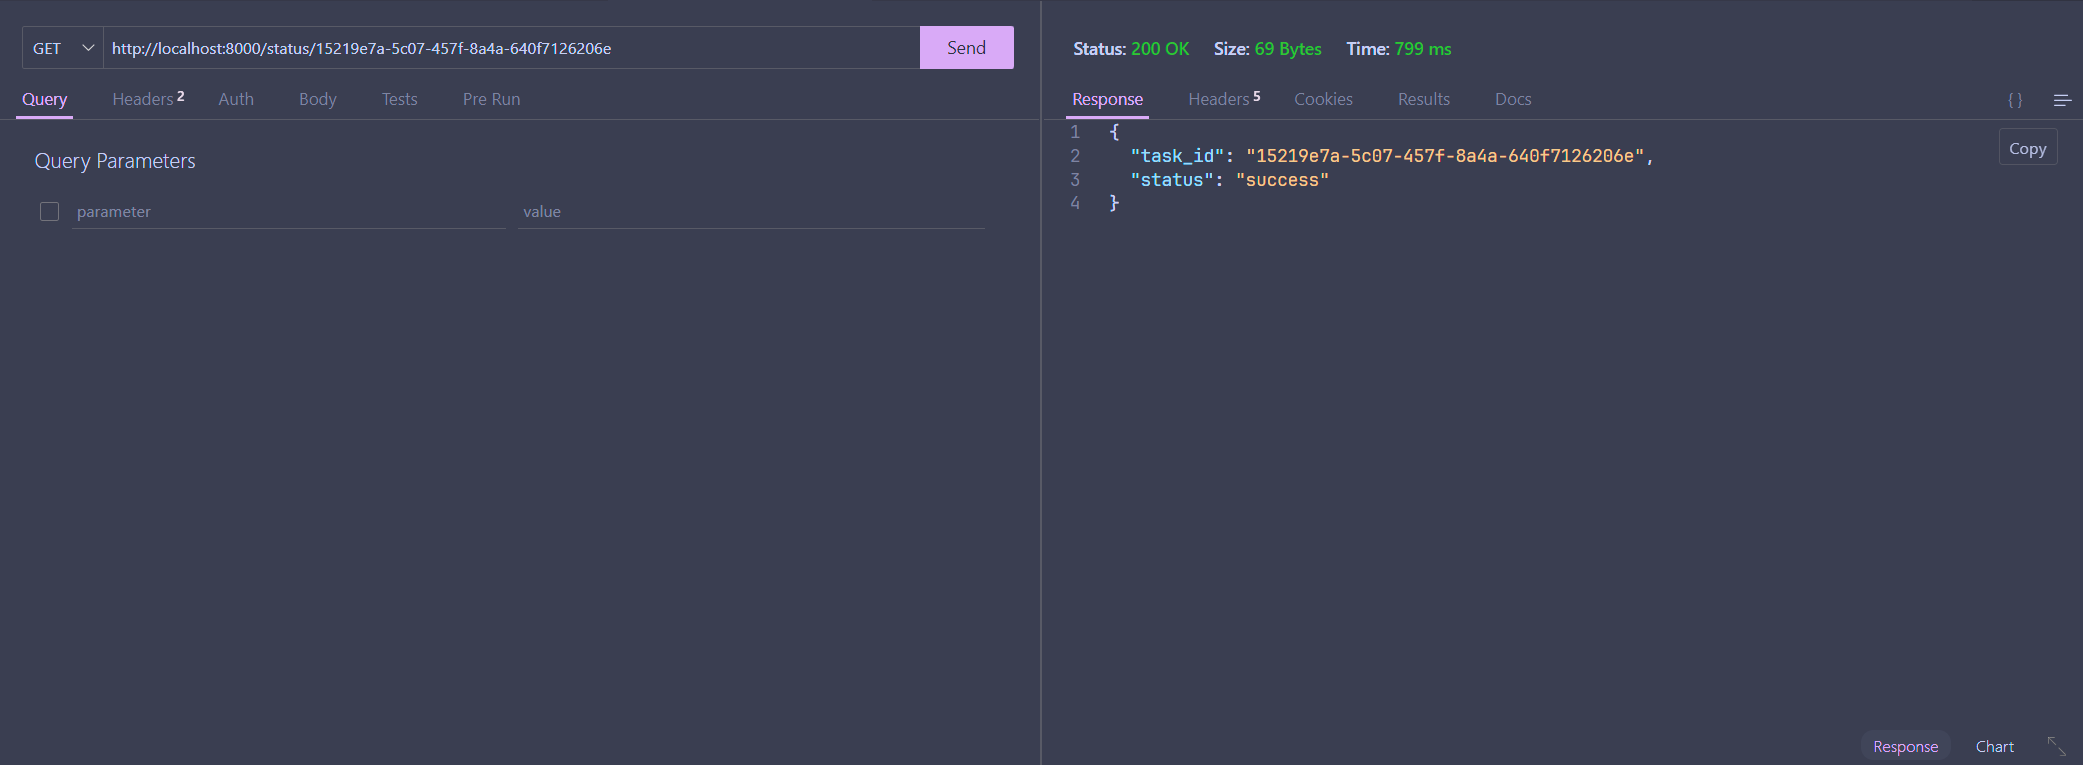 GET http://localhost:8000/status/15219e7a-5c07-457f-8a4a-640f7126206e Send
Query Headers 2 Auth Body Tests Pre Run
Query Parameters
parameter value
Status: 200 OK Size: 69 Bytes Time: 799 ms
Response Headers 5 Cookies Results Docs { }
1 {
2 "task_id": "15219e7a-5c07-457f-8a4a-640f7126206e",
3 "status": "success"
4 }
Copy
Response Chart